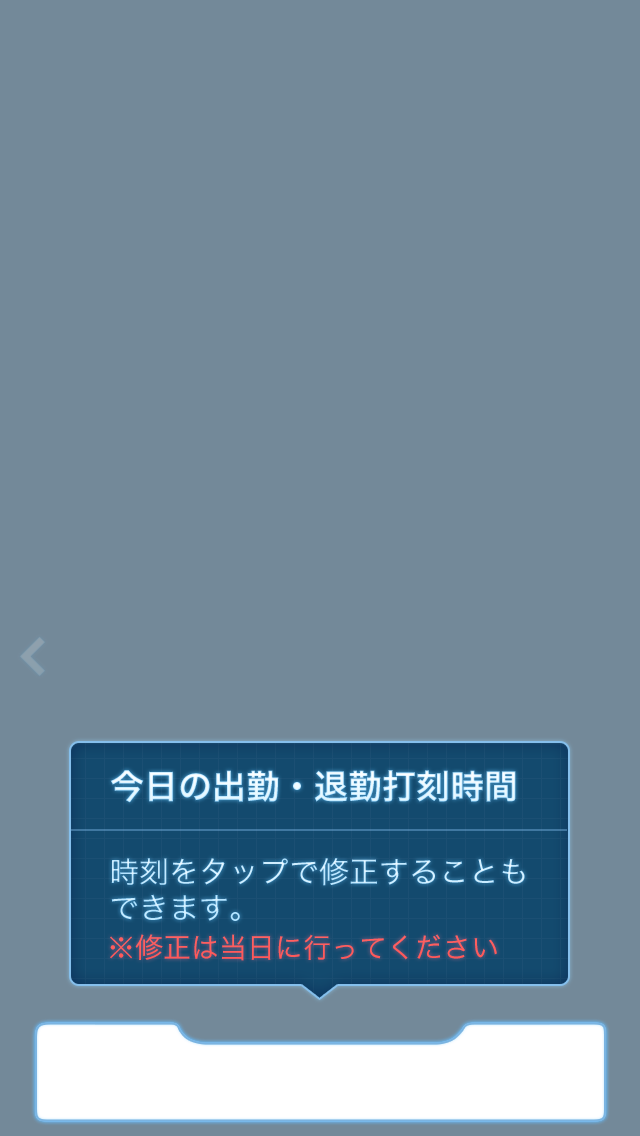 今日の出勤・退勤打刻時間
時刻をタップで修正することも
できます。
※修正は当日に行ってください